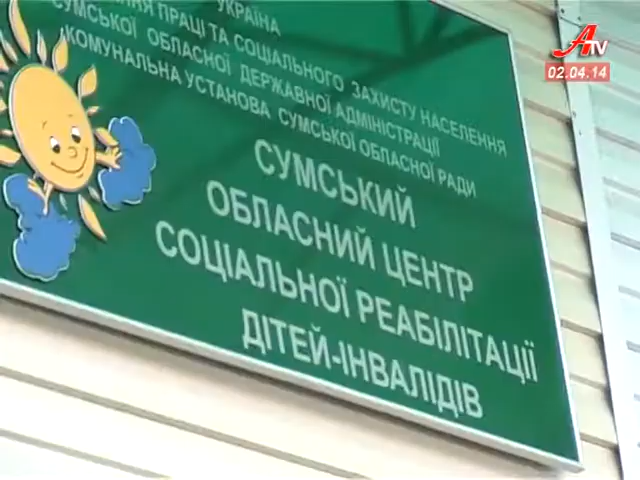 УКРАЇНА
ПРАЦІ ТА СОЦІАЛЬНОГО ЗАХИСТУ НАСЕЛЕННЯ
СУМСЬКОЇ ОБЛАСНОЇ ДЕРЖАВНОЇ АДМІНІСТРАЦІЇ
КОМУНАЛЬНА УСТАНОВА СУМСЬКОЇ ОБЛАСНОЇ РАДИ
СУМСЬКИЙ
ОБЛАСНИЙ ЦЕНТР
СОЦІАЛЬНОЇ РЕАБІЛІТАЦІЇ
ДІТЕЙ-ІНВАЛІДІВ
ATV
02.04.14